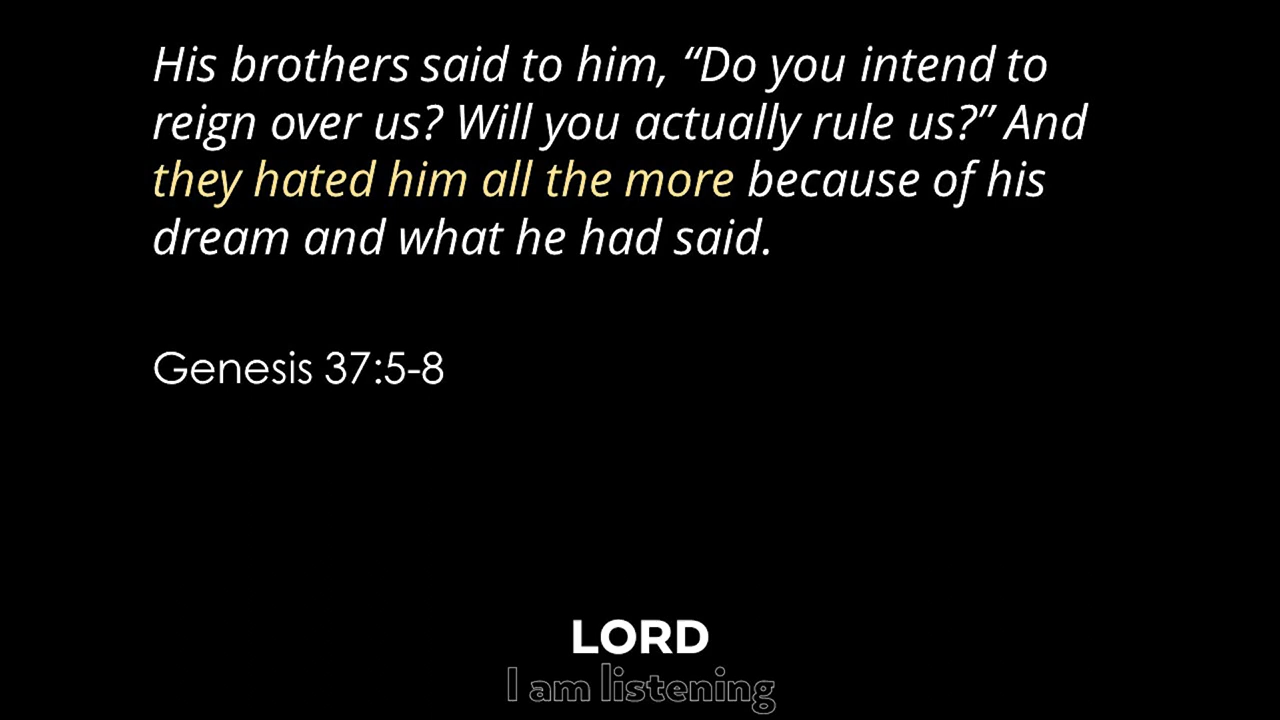 His brothers said to him, “Do you intend to
reign over us? Will you actually rule us?” And
they hated him all the more because of his
dream and what he had said.
Genesis 37:5-8
LORD
I am listening